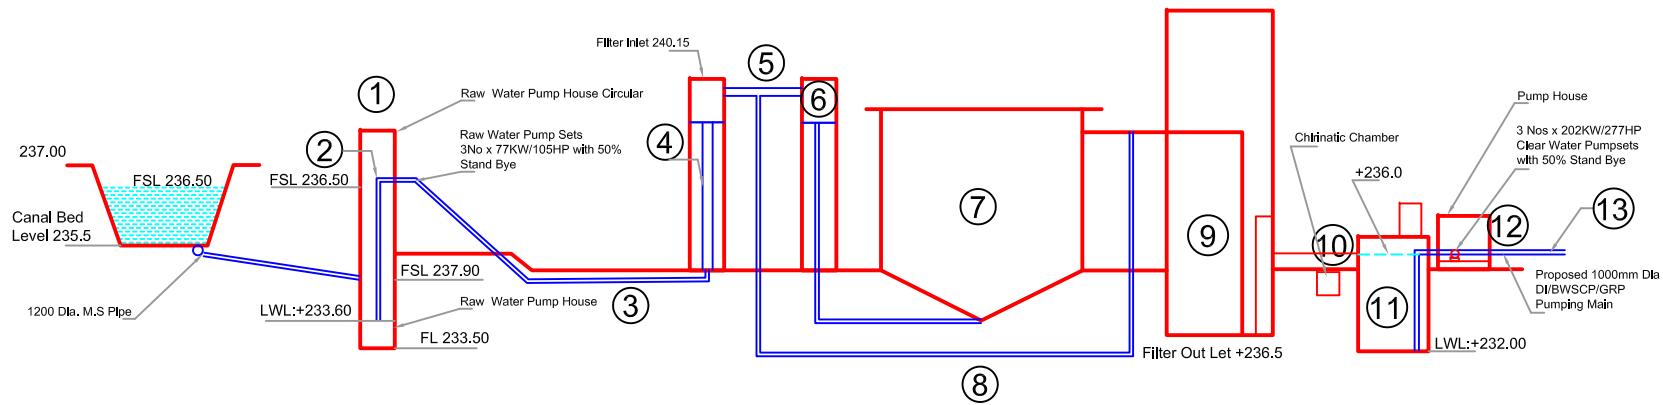 1
2
3
4
5
6
7
8
9
10
11
12
13
237.00
FSL 236.50
Canal Bed
Level 235.5
1200 Dia. M.S Pipe
FSL 236.50
LWL:+233.60
FL 233.50
Raw Water Pump House Circular
Raw Water Pump Sets
3No x 77KW/105HP with 50%
Stand Bye
FSL 237.90
Raw Water Pump House
Filter Inlet 240.15
Filter Out Let +236.5
Chlrinatic Chamber
+236.0
LWL:+232.00
Pump House
3 Nos x 202KW/277HP
Clear Water Pumpsets
with 50% Stand Bye
Proposed 1000mm Dia
DI/BWSCP/GRP
Pumping Main